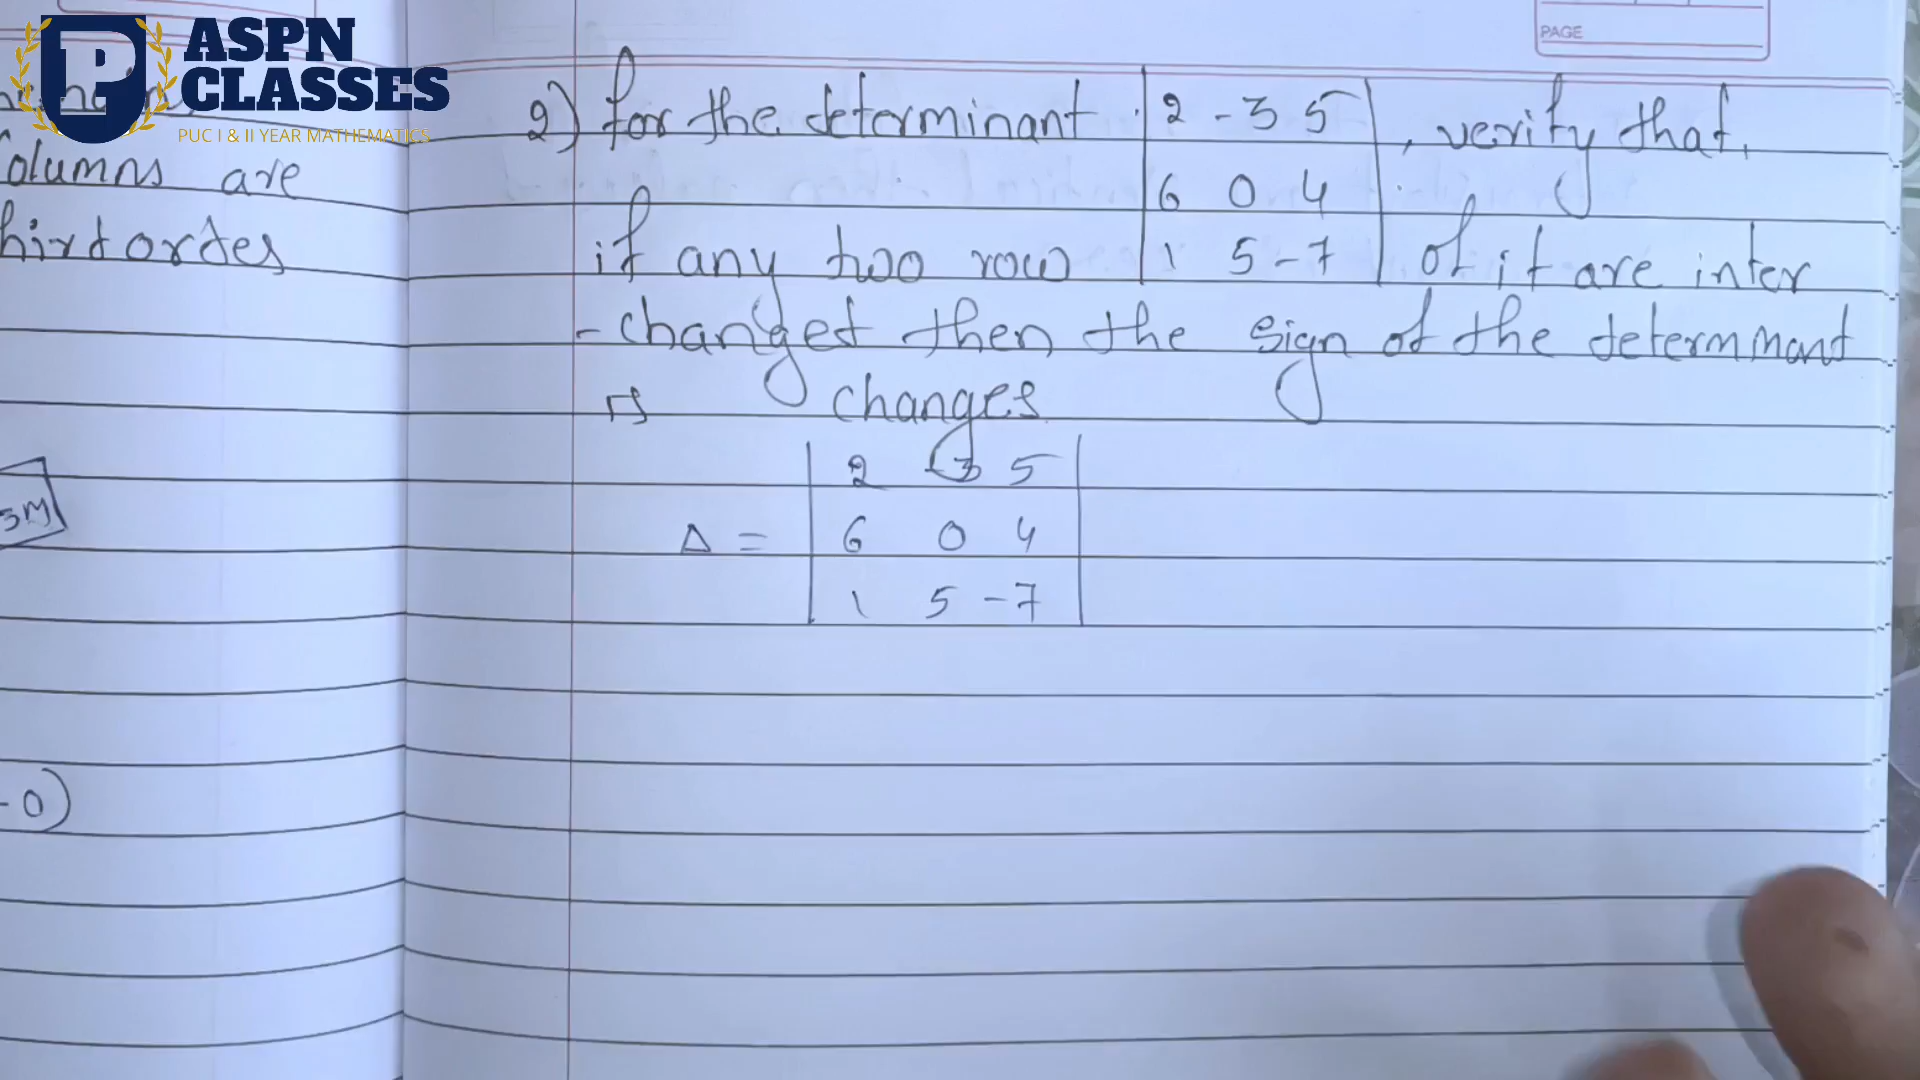 ASPN
CLASSES
PUC I & II YEAR MATHEMATICS
PAGE
olumns are
hird ordes
3M
- 0)
2) for the determinant | 2 -3 5 | , verify that
| 6 0 4 |
if any two row | 1 5 -7 | of it are inter
-changed then the sign of the determmant
is changes
| 2 -3 5 |
Δ = | 6 0 4 |
| 1 5 -7 |